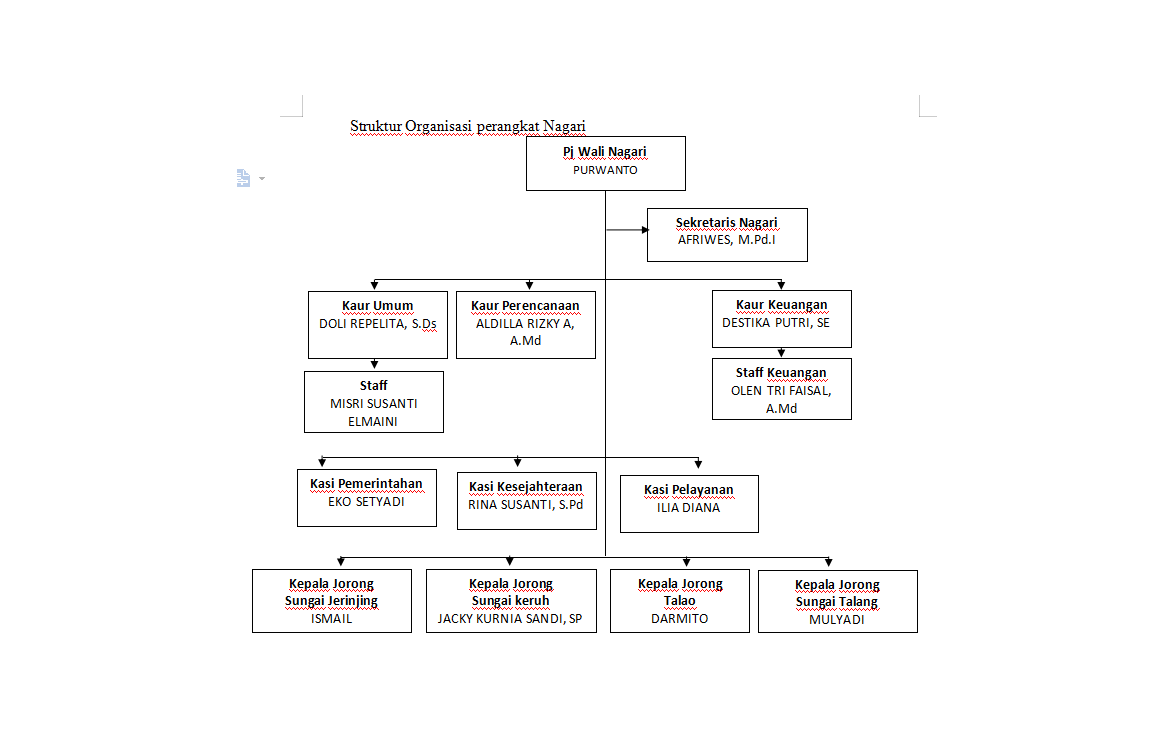 Struktur Organisasi perangkat Nagari
Pj Wali Nagari
PURWANTO
Sekretaris Nagari
AFRIWES, M.Pd.I
Kaur Umum
DOLI REPELITA, S.Ds
Kaur Perencanaan
ALDILLA RIZKY A,
A.Md
Kaur Keuangan
DESTIKA PUTRI, SE
Staff
MISRI SUSANTI
ELMAINI
Staff Keuangan
OLEN TRI FAISAL,
A.Md
Kasi Pemerintahan
EKO SETYADI
Kasi Kesejahteraan
RINA SUSANTI, S.Pd
Kasi Pelayanan
ILIA DIANA
Kepala Jorong
Sungai Jerinjing
ISMAIL
Kepala Jorong
Sungai keruh
JACKY KURNIA SANDI, SP
Kepala Jorong
Talao
DARMITO
Kepala Jorong
Sungai Talang
MULYADI